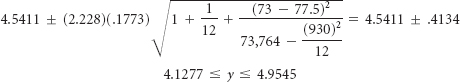 4.5411 ± (2.228)(.1773)√(1 + 1/12 + (73 − 77.5)²/(73,764 − (930)²/12)) = 4.5411 ± .4134
4.1277 ≤ y ≤ 4.9545